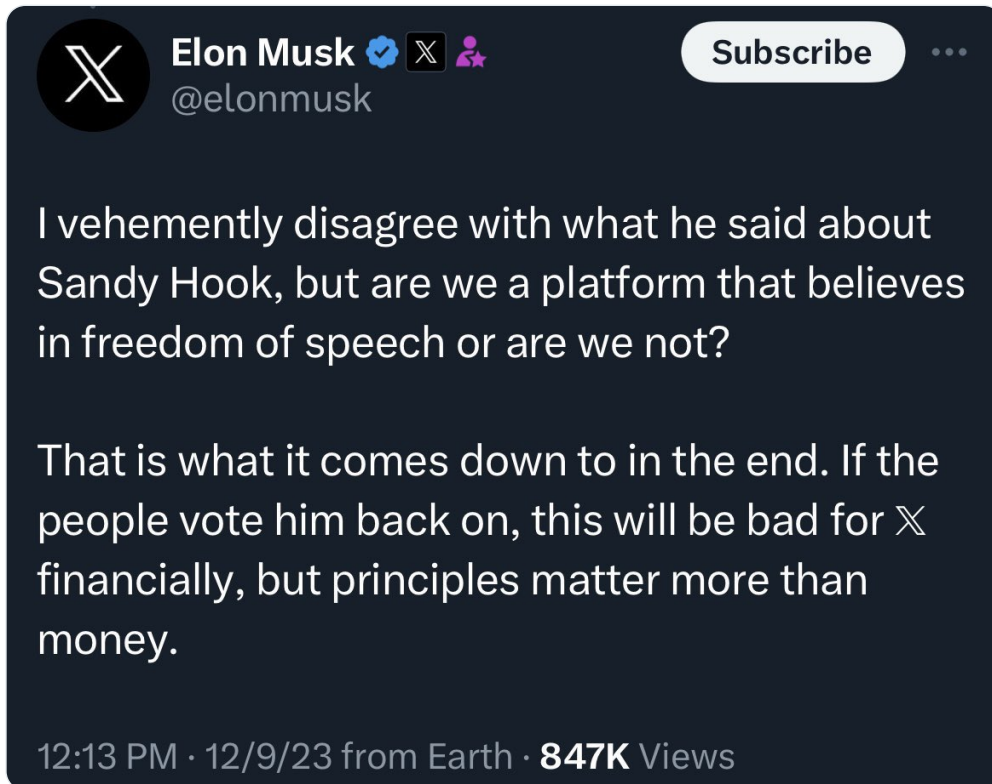 Elon Musk
Subscribe
@elonmusk
I vehemently disagree with what he said about
Sandy Hook, but are we a platform that believes
in freedom of speech or are we not?
That is what it comes down to in the end. If the
people vote him back on, this will be bad for 𝕏
financially, but principles matter more than
money.
12:13 PM · 12/9/23 from Earth · 847K Views